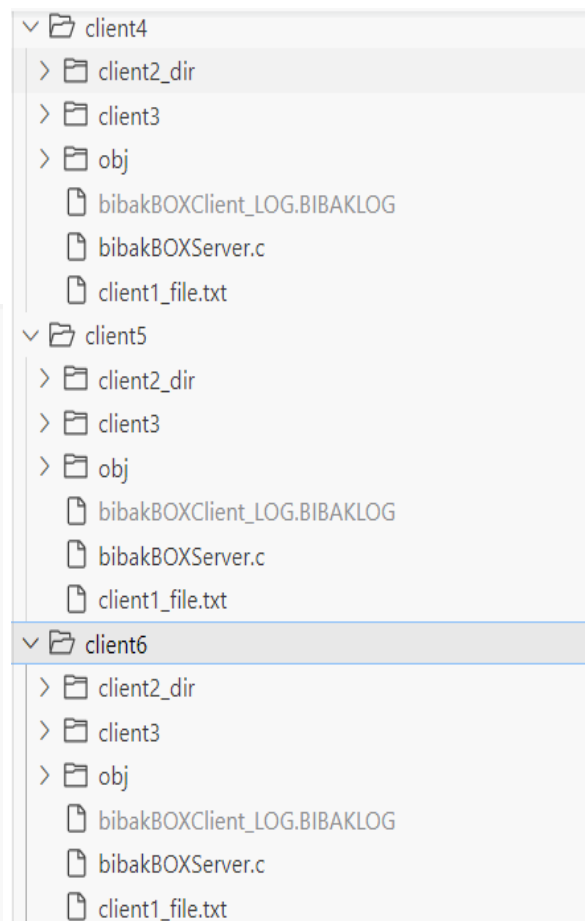 client4
client2_dir
client3
obj
bibakBOXClient_LOG.BIBAKLOG
bibakBOXServer.c
client1_file.txt
client5
client2_dir
client3
obj
bibakBOXClient_LOG.BIBAKLOG
bibakBOXServer.c
client1_file.txt
client6
client2_dir
client3
obj
bibakBOXClient_LOG.BIBAKLOG
bibakBOXServer.c
client1_file.txt